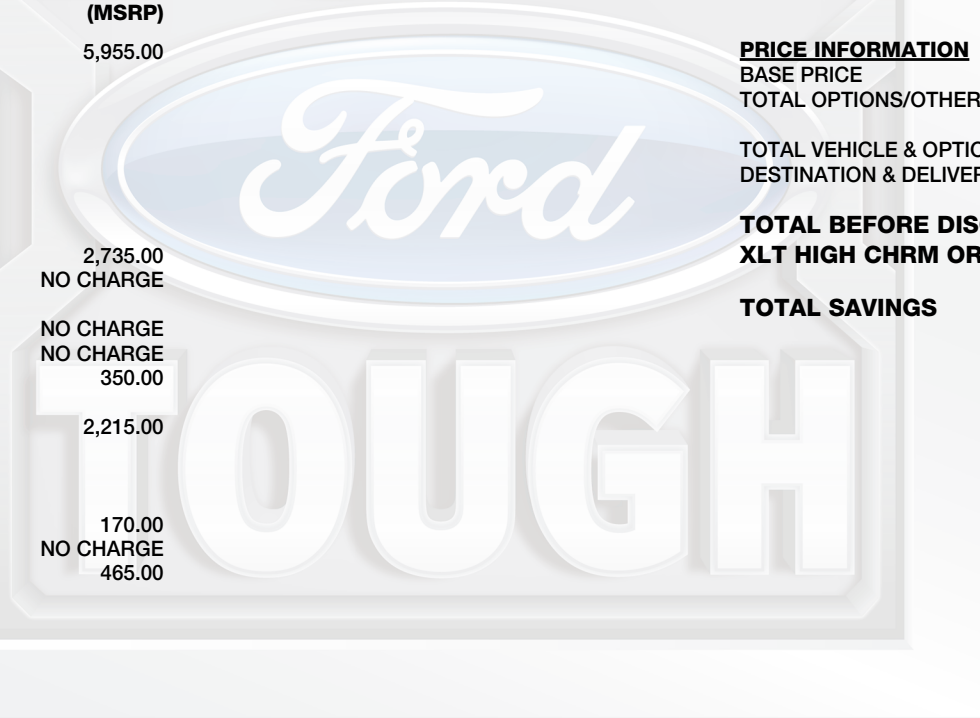 (MSRP)
5,955.00
2,735.00
NO CHARGE
NO CHARGE
NO CHARGE
350.00
2,215.00
170.00
NO CHARGE
465.00
PRICE INFORMATION
BASE PRICE
TOTAL OPTIONS/OTHER
TOTAL VEHICLE & OPTIO
DESTINATION & DELIVER
TOTAL BEFORE DIS
XLT HIGH CHRM OR
TOTAL SAVINGS
Ford
TOUGH